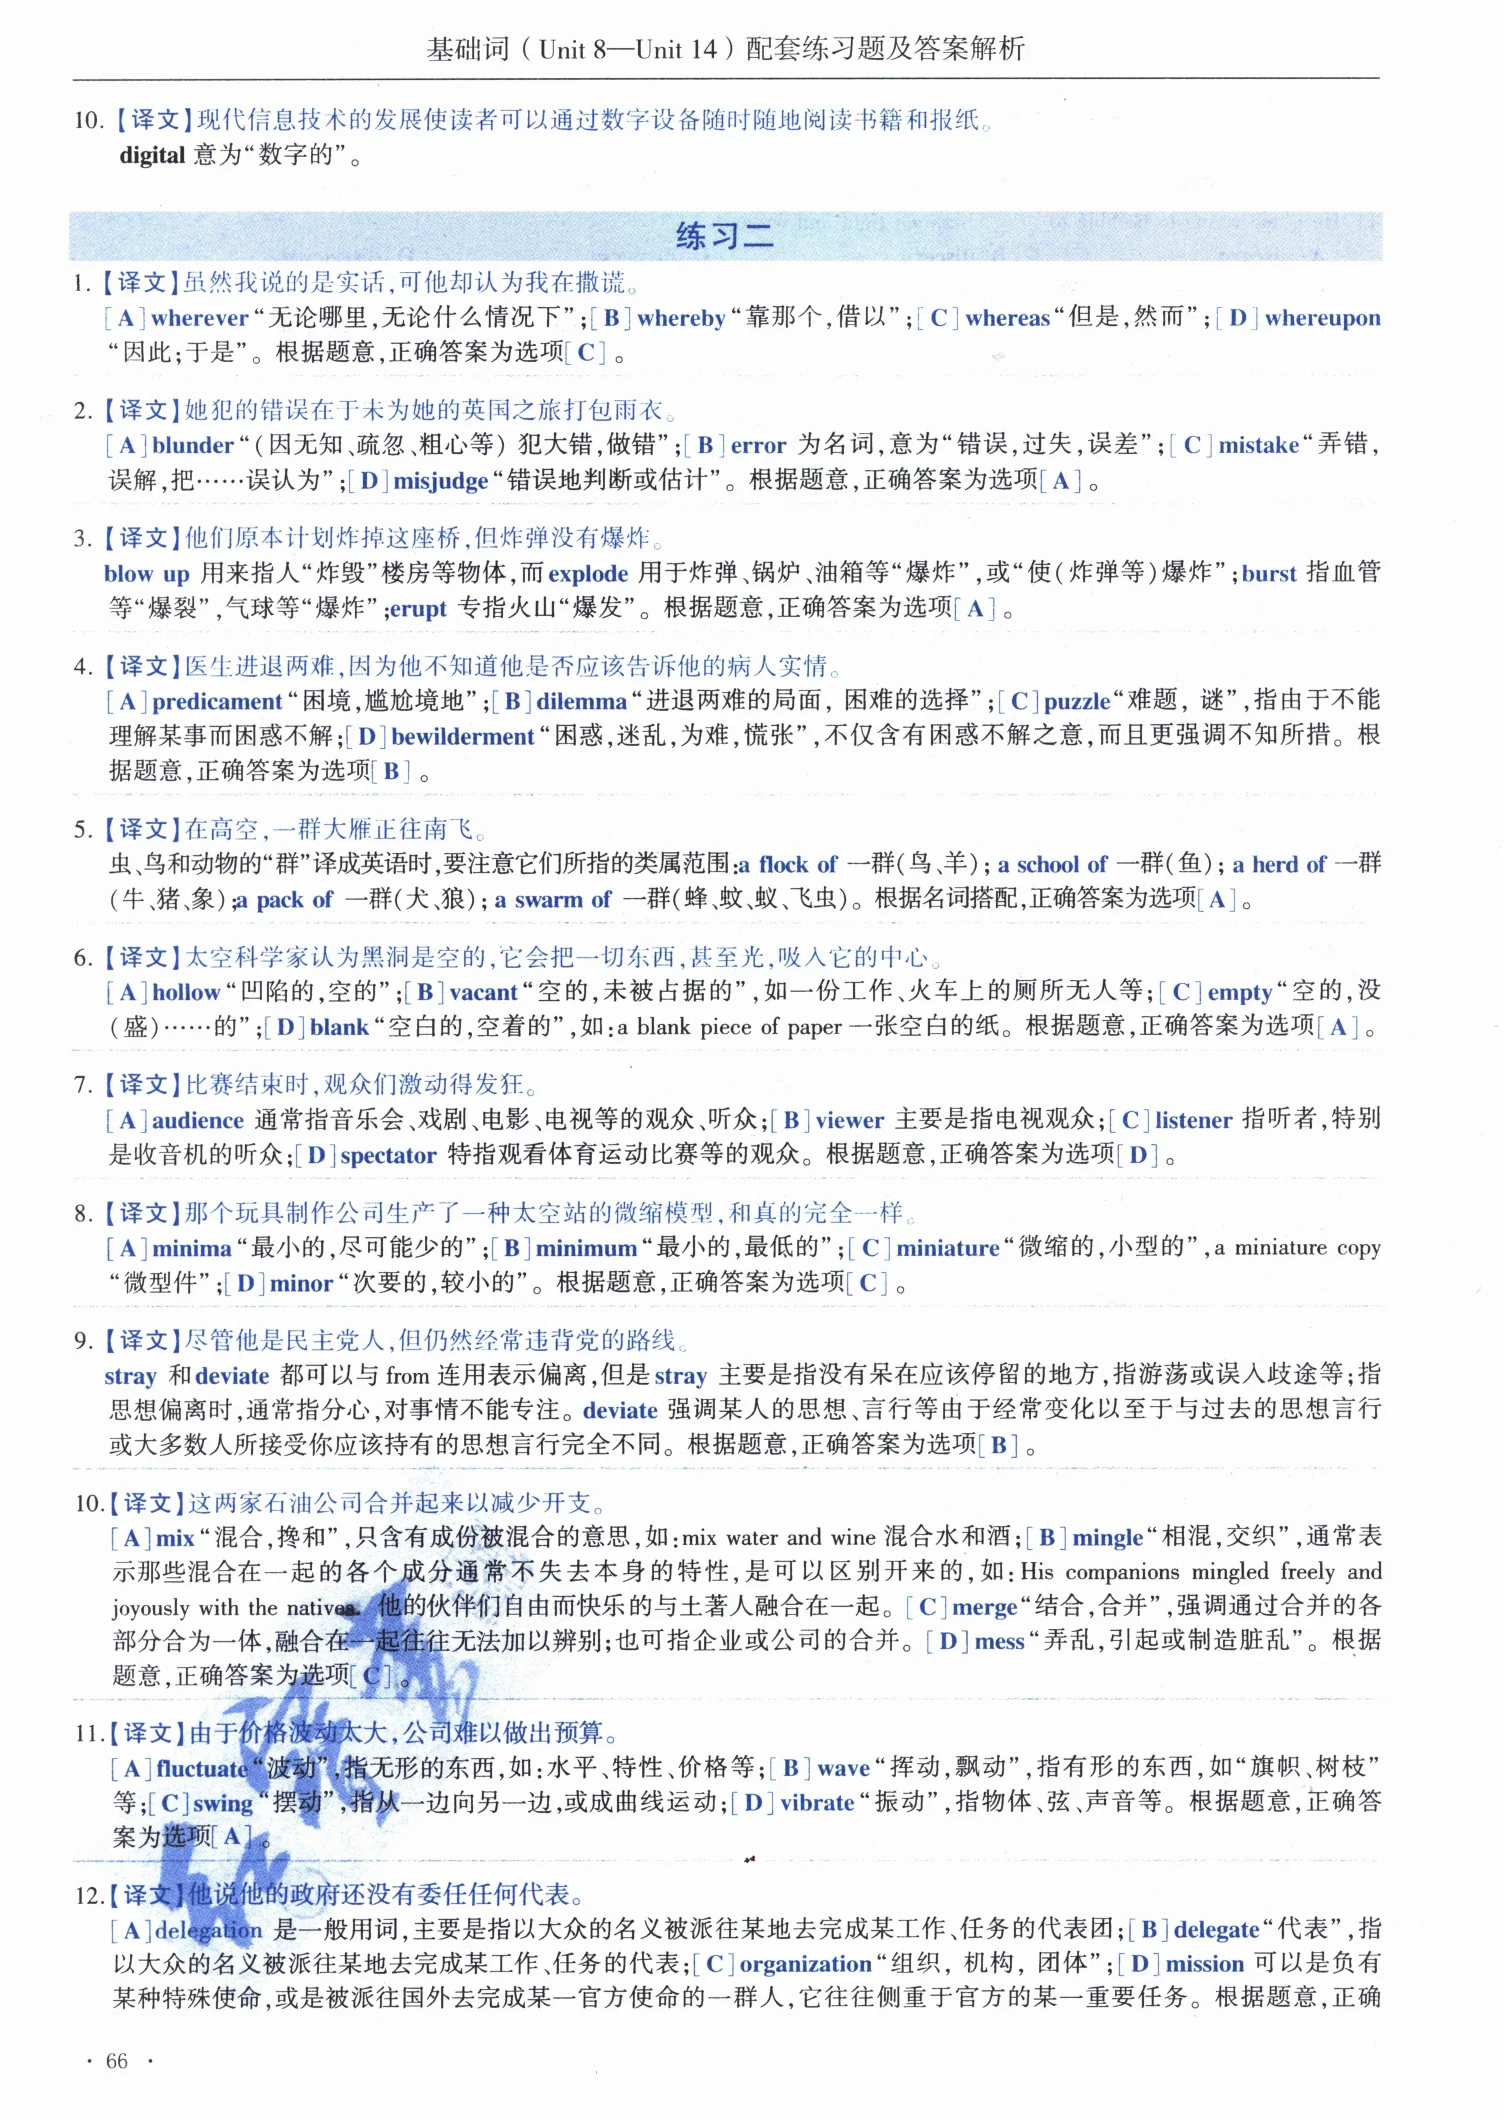 基础词（Unit 8—Unit 14）配套练习题及答案解析
10. 【译文】现代信息技术的发展使读者可以通过数字设备随时随地阅读书籍和报纸。
digital 意为“数字的”。
练习二
1. 【译文】虽然我说的是实话,可他却认为我在撒谎。
[A]wherever“无论哪里,无论什么情况下”;[B]whereby“靠那个,借以”;[C]whereas“但是,然而”;[D]whereupon
“因此;于是”。根据题意,正确答案为选项[C]。
2. 【译文】她犯的错误在于未为她的英国之旅打包雨衣。
[A]blunder“(因无知、疏忽、粗心等) 犯大错,做错”;[B]error 为名词,意为“错误,过失,误差”;[C]mistake“弄错,
误解,把……误认为”;[D]misjudge“错误地判断或估计”。根据题意,正确答案为选项[A]。
3. 【译文】他们原本计划炸掉这座桥,但炸弹没有爆炸。
blow up 用来指人“炸毁”楼房等物体,而explode 用于炸弹、锅炉、油箱等“爆炸”,或“使(炸弹等)爆炸”;burst 指血管
等“爆裂”,气球等“爆炸”;erupt 专指火山“爆发”。根据题意,正确答案为选项[A]。
4. 【译文】医生进退两难,因为他不知道他是否应该告诉他的病人实情。
[A]predicament“困境,尴尬境地”;[B]dilemma“进退两难的局面, 困难的选择”;[C]puzzle“难题, 谜”,指由于不能
理解某事而困惑不解;[D]bewilderment“困惑,迷乱,为难,慌张”,不仅含有困惑不解之意,而且更强调不知所措。根
据题意,正确答案为选项[B]。
5. 【译文】在高空,一群大雁正往南飞。
虫、鸟和动物的“群”译成英语时,要注意它们所指的类属范围:a flock of 一群(鸟、羊); a school of 一群(鱼); a herd of 一群
(牛、猪、象);a pack of 一群(犬、狼); a swarm of 一群(蜂、蚊、蚁、飞虫)。根据名词搭配,正确答案为选项[A]。
6. 【译文】太空科学家认为黑洞是空的,它会把一切东西,甚至光,吸入它的中心。
[A]hollow“凹陷的,空的”;[B]vacant“空的,未被占据的”,如一份工作、火车上的厕所无人等;[C]empty“空的,没
(盛)……的”;[D]blank“空白的,空着的”,如:a blank piece of paper一张空白的纸。根据题意,正确答案为选项[A]。
7. 【译文】比赛结束时,观众们激动得发狂。
[A]audience 通常指音乐会、戏剧、电影、电视等的观众、听众;[B]viewer 主要是指电视观众;[C]listener 指听者,特别
是收音机的听众;[D]spectator 特指观看体育运动比赛等的观众。根据题意,正确答案为选项[D]。
8. 【译文】那个玩具制作公司生产了一种太空站的微缩模型,和真的完全一样。
[A]minima“最小的,尽可能少的”;[B]minimum“最小的,最低的”;[C]miniature“微缩的,小型的”,a miniature copy
“微型件”;[D]minor“次要的,较小的”。根据题意,正确答案为选项[C]。
9. 【译文】尽管他是民主党人,但仍然经常违背党的路线。
stray 和deviate 都可以与 from 连用表示偏离,但是stray 主要是指没有呆在应该停留的地方,指游荡或误入歧途等;指
思想偏离时,通常指分心,对事情不能专注。deviate 强调某人的思想、言行等由于经常变化以至于与过去的思想言行
或大多数人所接受你应该持有的思想言行完全不同。根据题意,正确答案为选项[B]。
10.【译文】这两家石油公司合并起来以减少开支。
[A]mix“混合,搀和”,只含有成份被混合的意思,如:mix water and wine 混合水和酒;[B]mingle“相混,交织”,通常表
示那些混合在一起的各个成分通常不失去本身的特性,是可以区别开来的,如:His companions mingled freely and
joyously with the natives. 他的伙伴们自由而快乐的与土著人融合在一起。[C]merge“结合,合并”,强调通过合并的各
部分合为一体,融合在一起往往无法加以辨别;也可指企业或公司的合并。[D]mess“弄乱,引起或制造脏乱”。根据
题意,正确答案为选项[C]。
11.【译文】由于价格波动太大,公司难以做出预算。
[A]fluctuate“波动”,指无形的东西,如:水平、特性、价格等;[B]wave“挥动,飘动”,指有形的东西,如“旗帜、树枝”
等;[C]swing“摆动”,指从一边向另一边,或成曲线运动;[D]vibrate“振动”,指物体、弦、声音等。根据题意,正确答
案为选项[A]。
12.【译文】他说他的政府还没有委任任何代表。
[A]delegation 是一般用词,主要是指以大众的名义被派往某地去完成某工作、任务的代表团;[B]delegate“代表”,指
以大众的名义被派往某地去完成某工作、任务的代表;[C]organization“组织, 机构, 团体”;[D]mission 可以是负有
某种特殊使命,或是被派往国外去完成某一官方使命的一群人,它往往侧重于官方的某一重要任务。根据题意,正确
· 66 ·